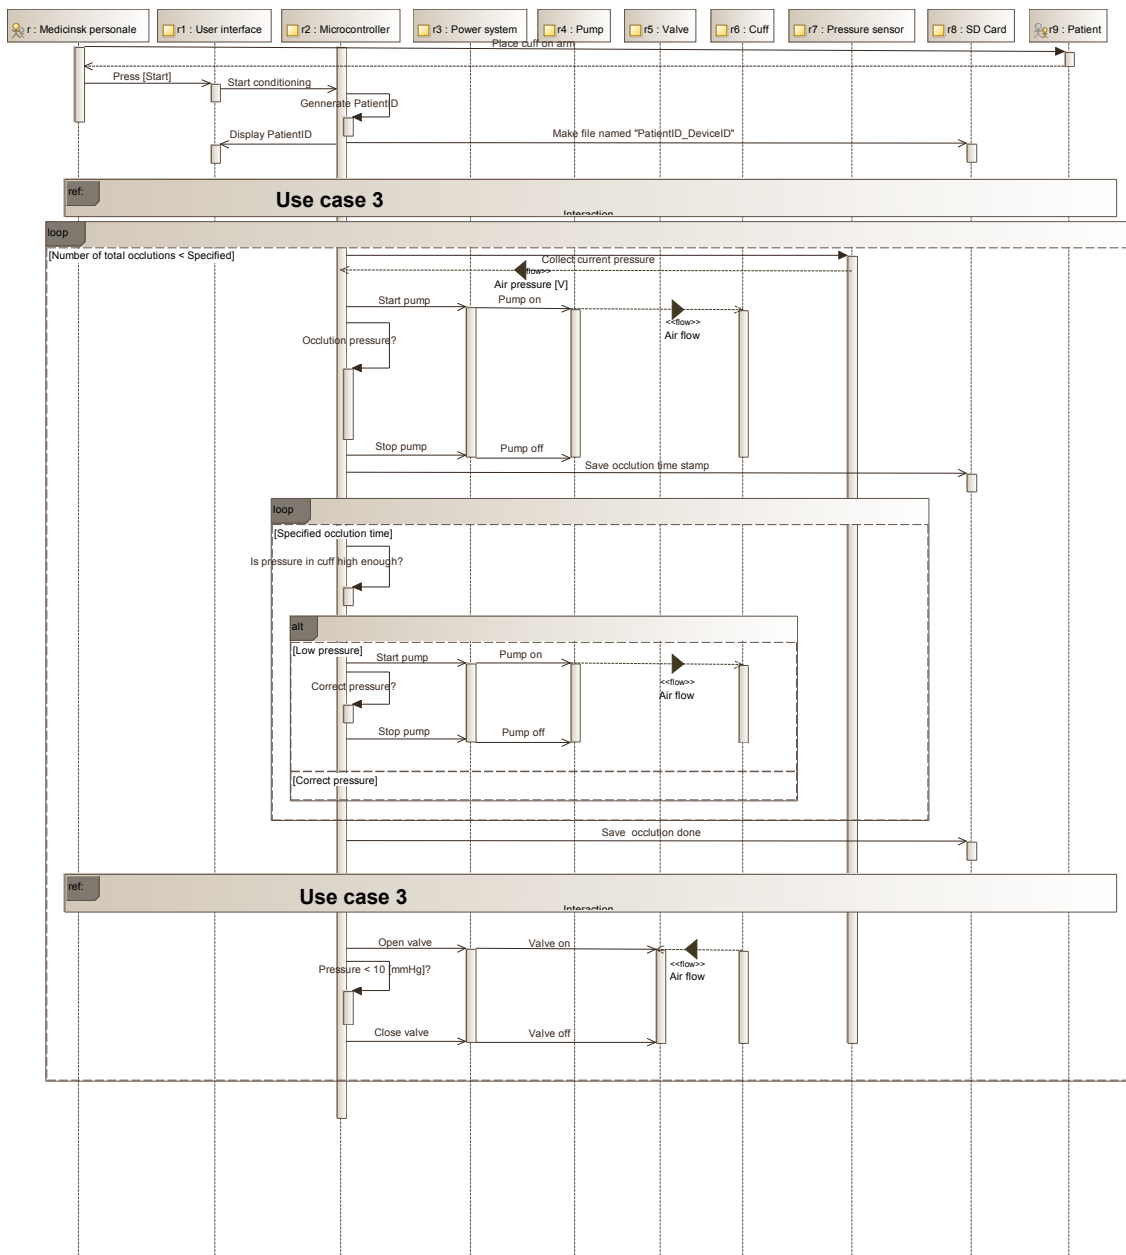 r : Medicinsk personale
r1 : User interface
r2 : Microcontroller
r3 : Power system
r4 : Pump
r5 : Valve
r6 : Cuff
r7 : Pressure sensor
r8 : SD Card
r9 : Patient
Place cuff on arm
Press [Start]
Start conditioning
Gennerate PatientID
Display PatientID
Make file named "PatientID_DeviceID"
ref:
Use case 3
Interaction
loop
[Number of total occlutions < Specified]
Collect current pressure
<<flow>>
Air pressure [V]
Start pump
Pump on
<<flow>>
Air flow
Occlution pressure?
Stop pump
Pump off
Save occlution time stamp
loop
[Specified occlution time]
Is pressure in cuff high enough?
alt
[Low pressure]
Start pump
Pump on
<<flow>>
Air flow
Correct pressure?
Stop pump
Pump off
[Correct pressure]
Save occlution done
ref:
Use case 3
Interaction
Open valve
Valve on
<<flow>>
Air flow
Pressure < 10 [mmHg]?
Close valve
Valve off